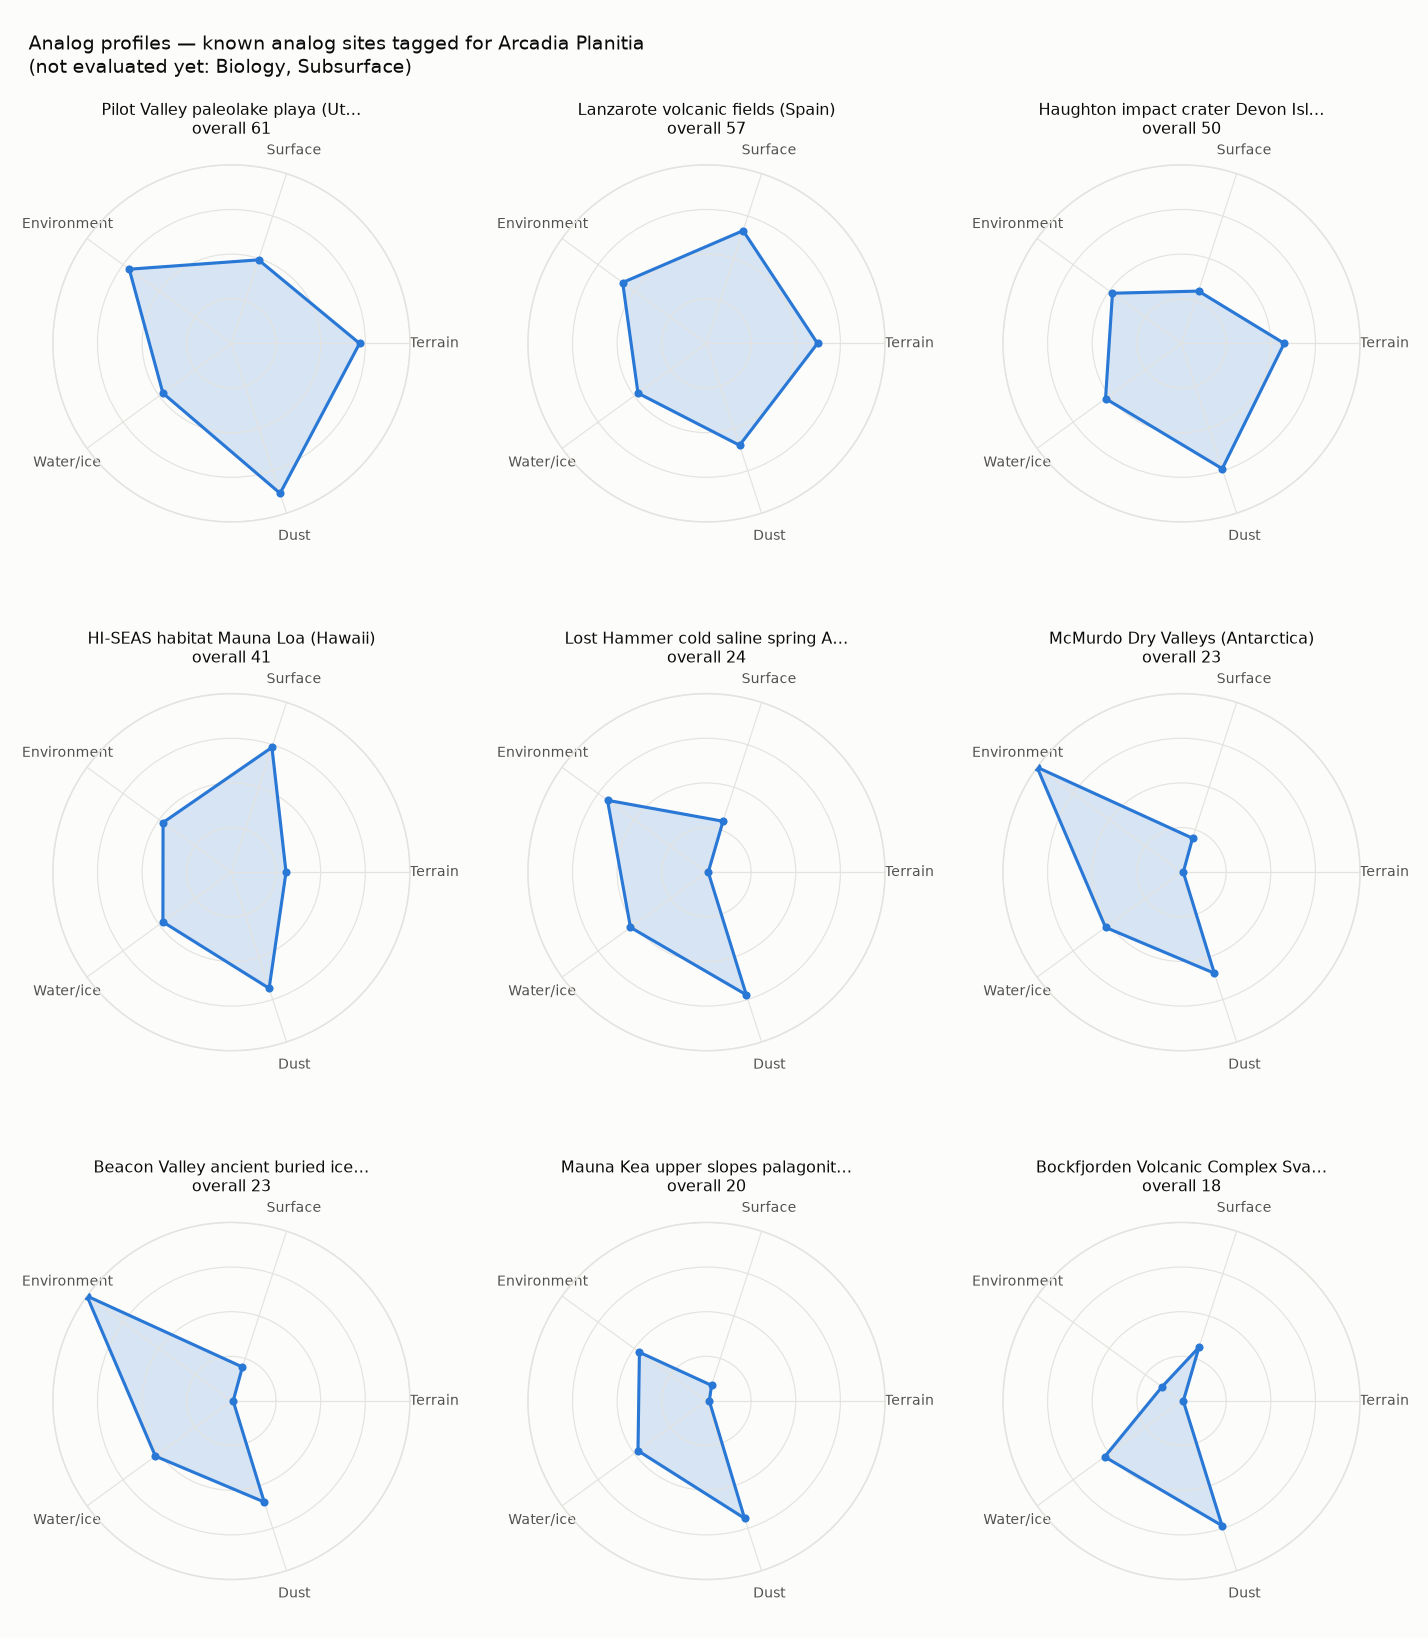 Analog profiles — known analog sites tagged for Arcadia Planitia
(not evaluated yet: Biology, Subsurface)
Pilot Valley paleolake playa (Ut...
overall 61
Surface
Environment
Terrain
Water/ice
Dust
Lanzarote volcanic fields (Spain)
overall 57
Surface
Environment
Terrain
Water/ice
Dust
Haughton impact crater Devon Isl...
overall 50
Surface
Environment
Terrain
Water/ice
Dust
HI-SEAS habitat Mauna Loa (Hawaii)
overall 41
Surface
Environment
Terrain
Water/ice
Dust
Lost Hammer cold saline spring A...
overall 24
Surface
Environment
Terrain
Water/ice
Dust
McMurdo Dry Valleys (Antarctica)
overall 23
Surface
Environment
Terrain
Water/ice
Dust
Beacon Valley ancient buried ice...
overall 23
Surface
Environment
Terrain
Water/ice
Dust
Mauna Kea upper slopes palagonit...
overall 20
Surface
Environment
Terrain
Water/ice
Dust
Bockfjorden Volcanic Complex Sva...
overall 18
Surface
Environment
Terrain
Water/ice
Dust